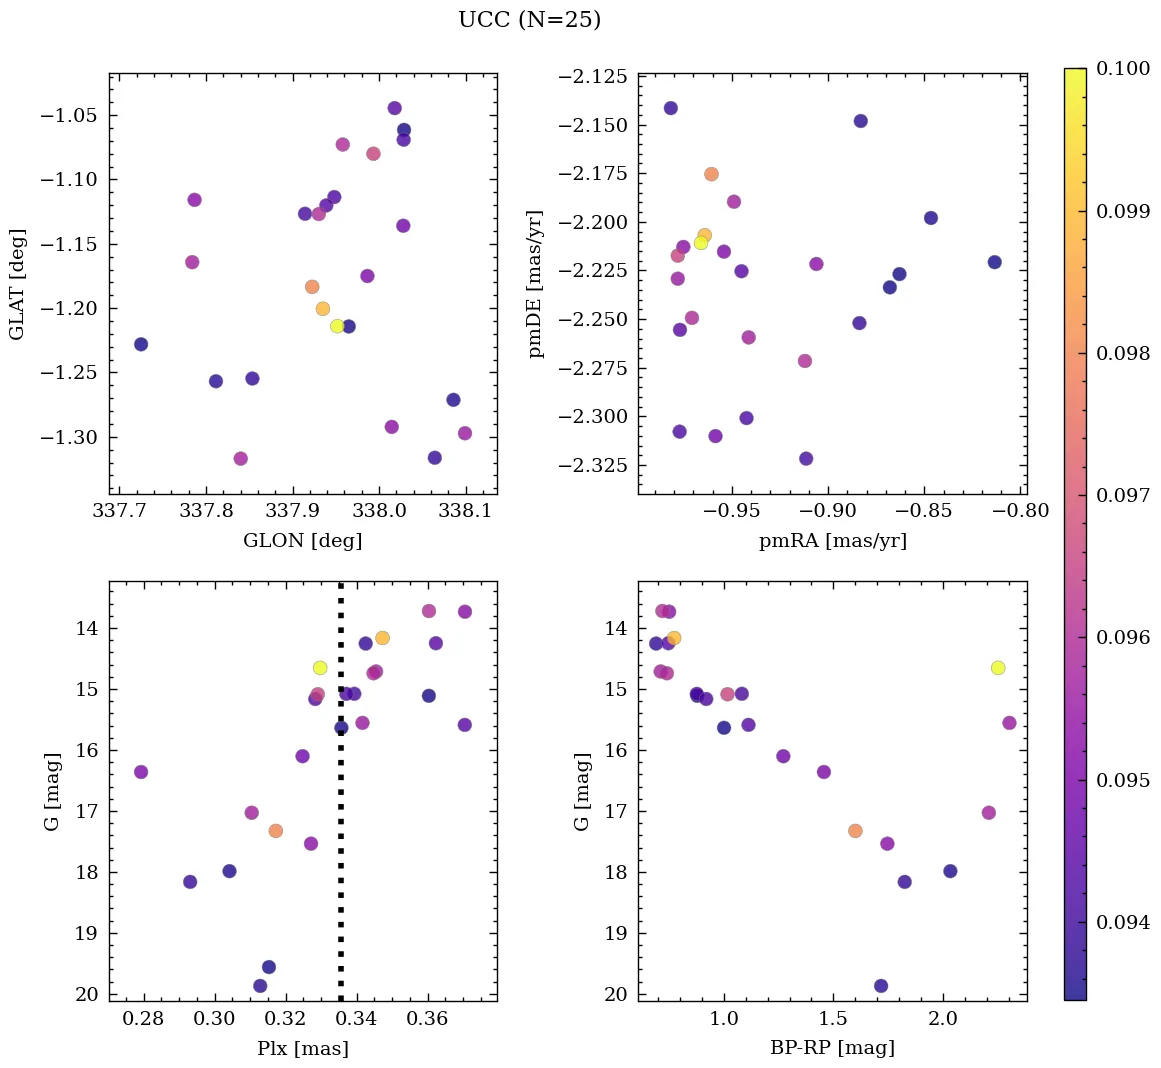 UCC (N=25)
−1.05
−1.10
−1.15
−1.20
−1.25
−1.30
GLAT [deg]
337.7 337.8 337.9 338.0 338.1
GLON [deg]
−2.125
−2.150
−2.175
−2.200
−2.225
−2.250
−2.275
−2.300
−2.325
pmDE [mas/yr]
−0.95 −0.90 −0.85 −0.80
pmRA [mas/yr]
14
15
16
17
18
19
20
G [mag]
0.28 0.30 0.32 0.34 0.36
Plx [mas]
14
15
16
17
18
19
20
G [mag]
1.0 1.5 2.0
BP-RP [mag]
0.100
0.099
0.098
0.097
0.096
0.095
0.094